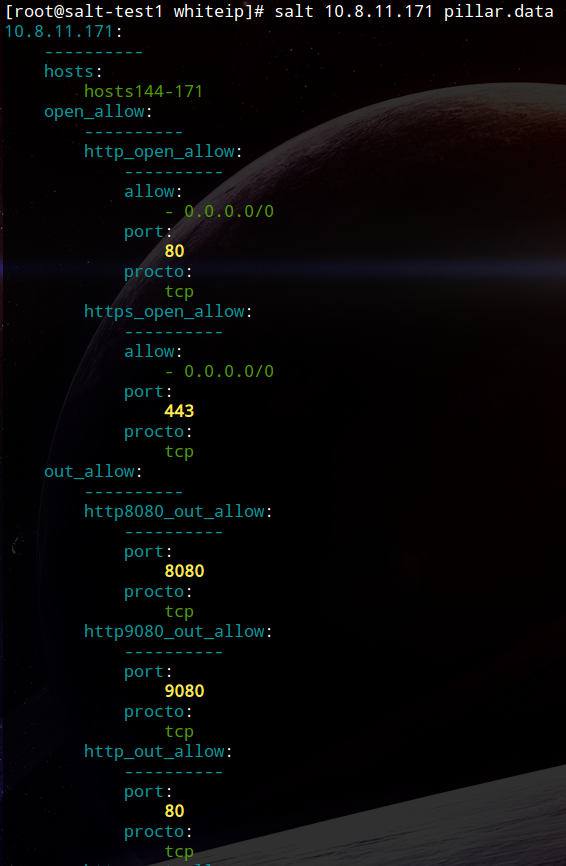 [root@salt-test1 whiteip]# salt 10.8.11.171 pillar.data
10.8.11.171:
----------
hosts:
hosts144-171
open_allow:
----------
http_open_allow:
----------
allow:
- 0.0.0.0/0
port:
80
procto:
tcp
https_open_allow:
----------
allow:
- 0.0.0.0/0
port:
443
procto:
tcp
out_allow:
----------
http8080_out_allow:
----------
port:
8080
procto:
tcp
http9080_out_allow:
----------
port:
9080
procto:
tcp
http_out_allow:
----------
port:
80
procto:
tcp